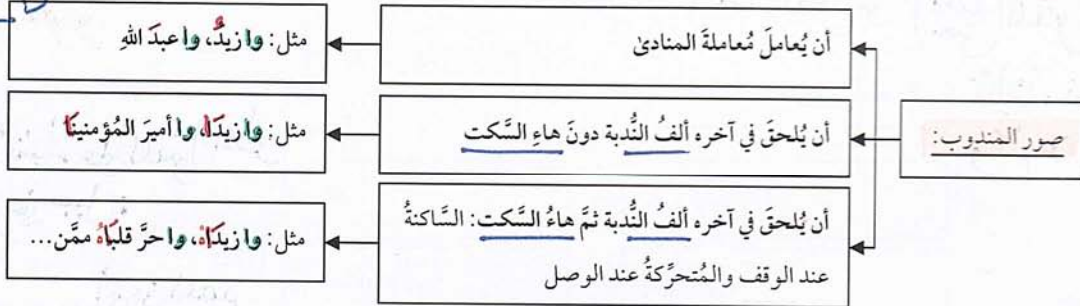 صور المندوب:
أن يُعاملَ مُعاملةَ المنادىٰ
مثل: وا زيدُ، وا عبدَ اللهِ
أن يُلحقَ في آخره ألفُ النُّدبة دونَ هاءِ السَّكت
مثل: وا زيدَا، وا أميرَ المُؤمنينَا
أن يُلحقَ في آخره ألفُ النُّدبة ثمَّ هاءُ السَّكت: السَّاكنةُ
عند الوقف والمُتحرِّكةُ عند الوصل
مثل: وا زيدَاهْ، وا حرَّ قلبَاهُ ممَّن...